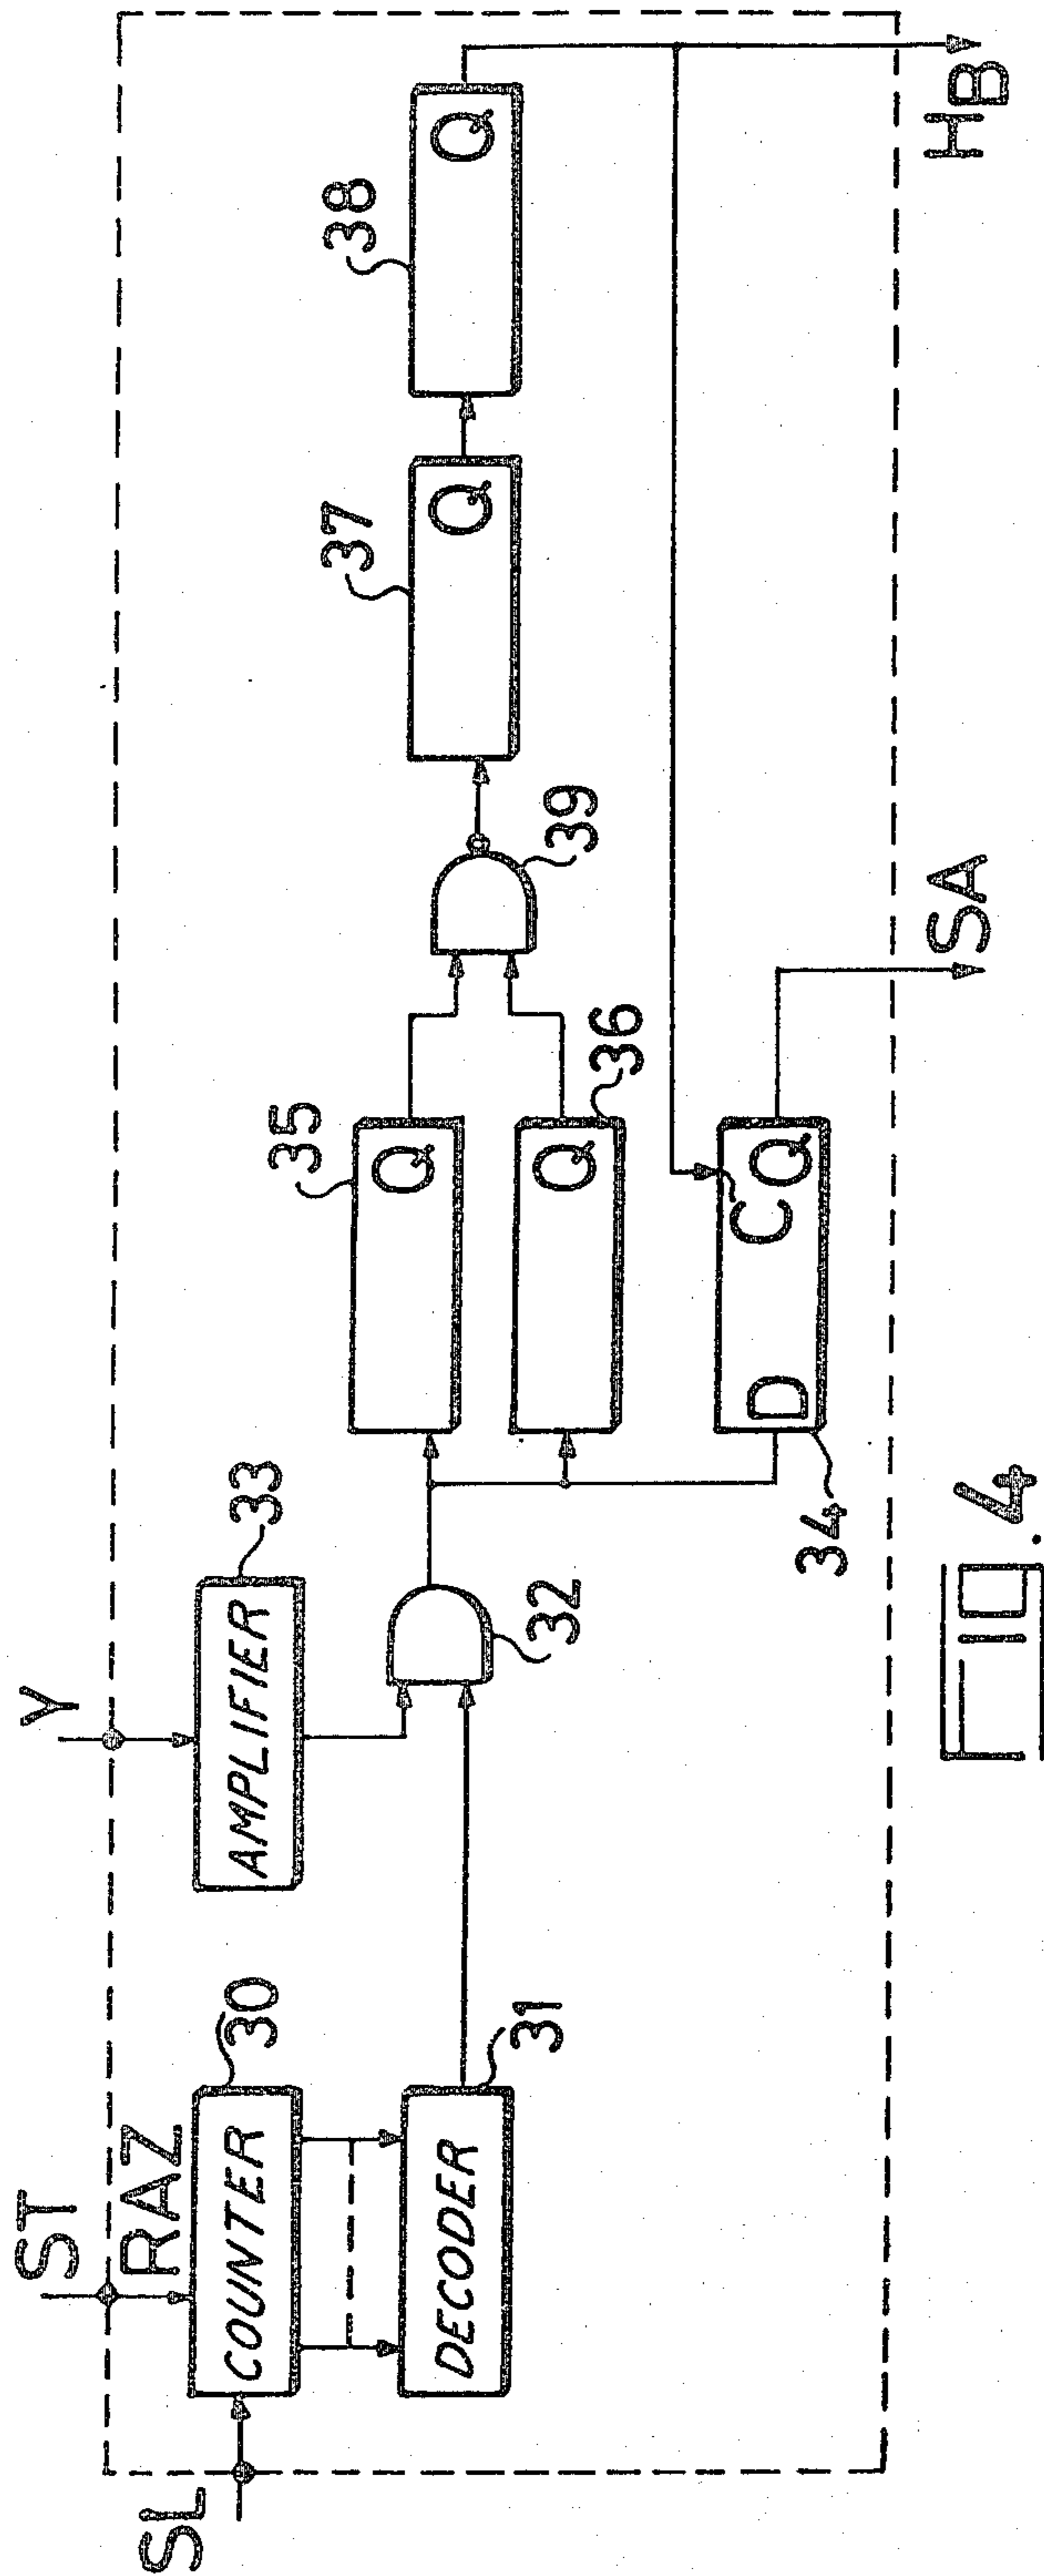 ST
Y
SL
RAZ
COUNTER
30
AMPLIFIER
33
DECODER
31
32
35
Q
Q
36
D
C
Q
34
39
37
Q
38
Q
SA
HB
Fig. 4